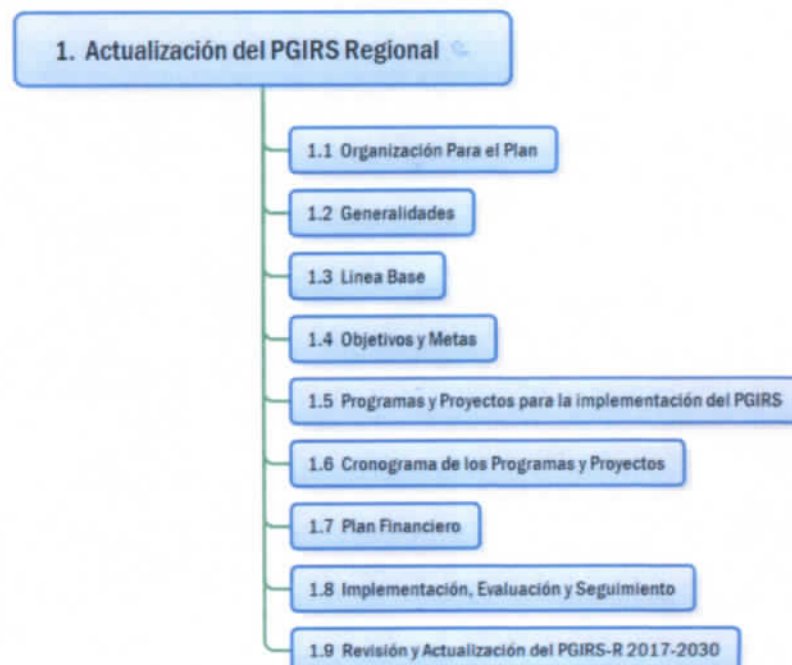 1. Actualización del PGIRS Regional
1.1 Organización Para el Plan
1.2 Generalidades
1.3 Linea Base
1.4 Objetivos y Metas
1.5 Programas y Proyectos para la implementación del PGIRS
1.6 Cronograma de los Programas y Proyectos
1.7 Plan Financiero
1.8 Implementación, Evaluación y Seguimiento
1.9 Revisión y Actualización del PGIRS-R 2017-2030